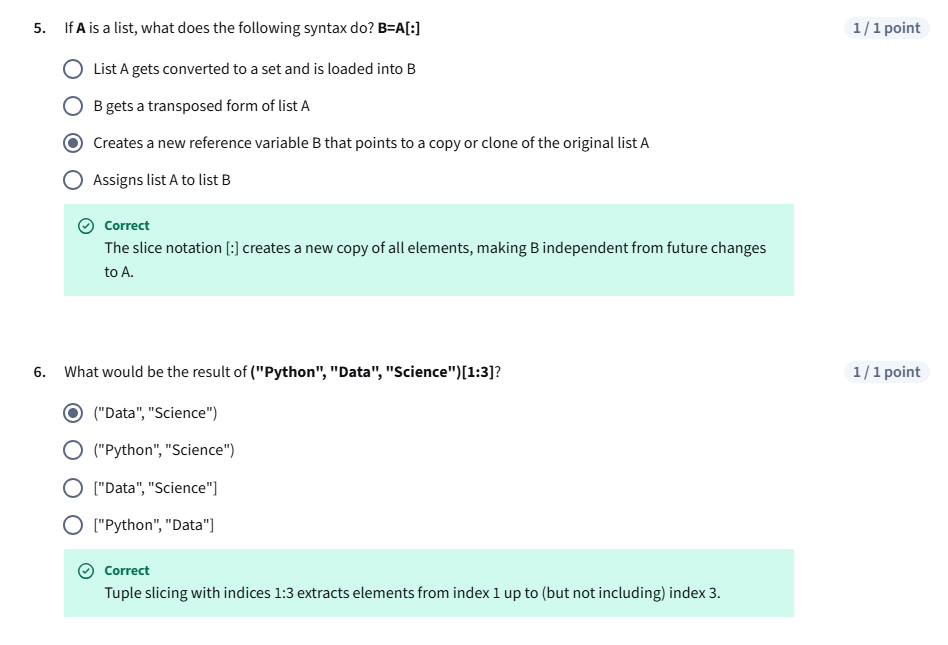 5. If A is a list, what does the following syntax do? B=A[:]
1 / 1 point
List A gets converted to a set and is loaded into B
B gets a transposed form of list A
Creates a new reference variable B that points to a copy or clone of the original list A
Assigns list A to list B
Correct
The slice notation [:] creates a new copy of all elements, making B independent from future changes
to A.
6. What would be the result of ("Python", "Data", "Science")[1:3]?
1 / 1 point
("Data", "Science")
("Python", "Science")
["Data", "Science"]
["Python", "Data"]
Correct
Tuple slicing with indices 1:3 extracts elements from index 1 up to (but not including) index 3.